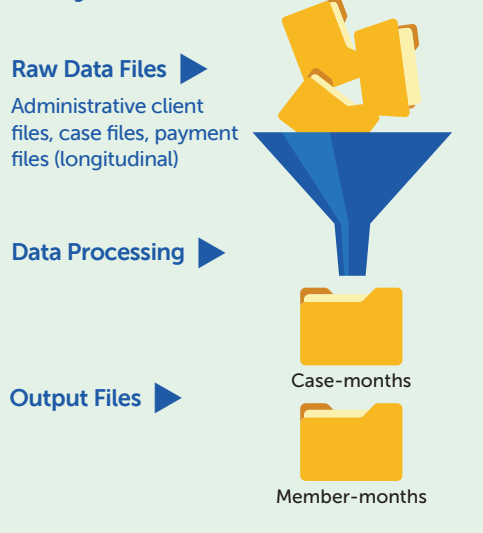 Raw Data Files
Administrative client
files, case files, payment
files (longitudinal)
Data Processing
Case-months
Output Files
Member-months